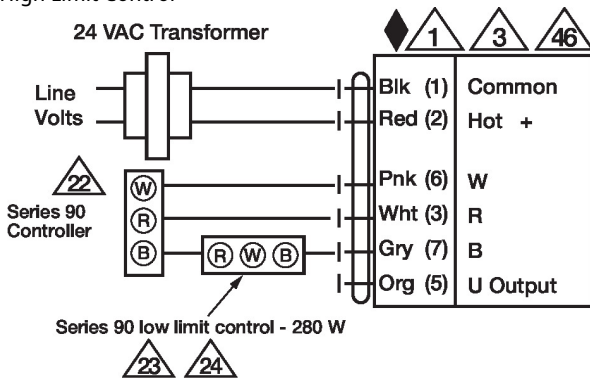 High Limit Control
24 VAC Transformer
1 3 46
Line
Volts
Blk (1) Common
Red (2) Hot +
22
Series 90
Controller
W Pnk (6) W
R Wht (3) R
B R W B Gry (7) B
Org (5) U Output
Series 90 low limit control - 280 W
23 24